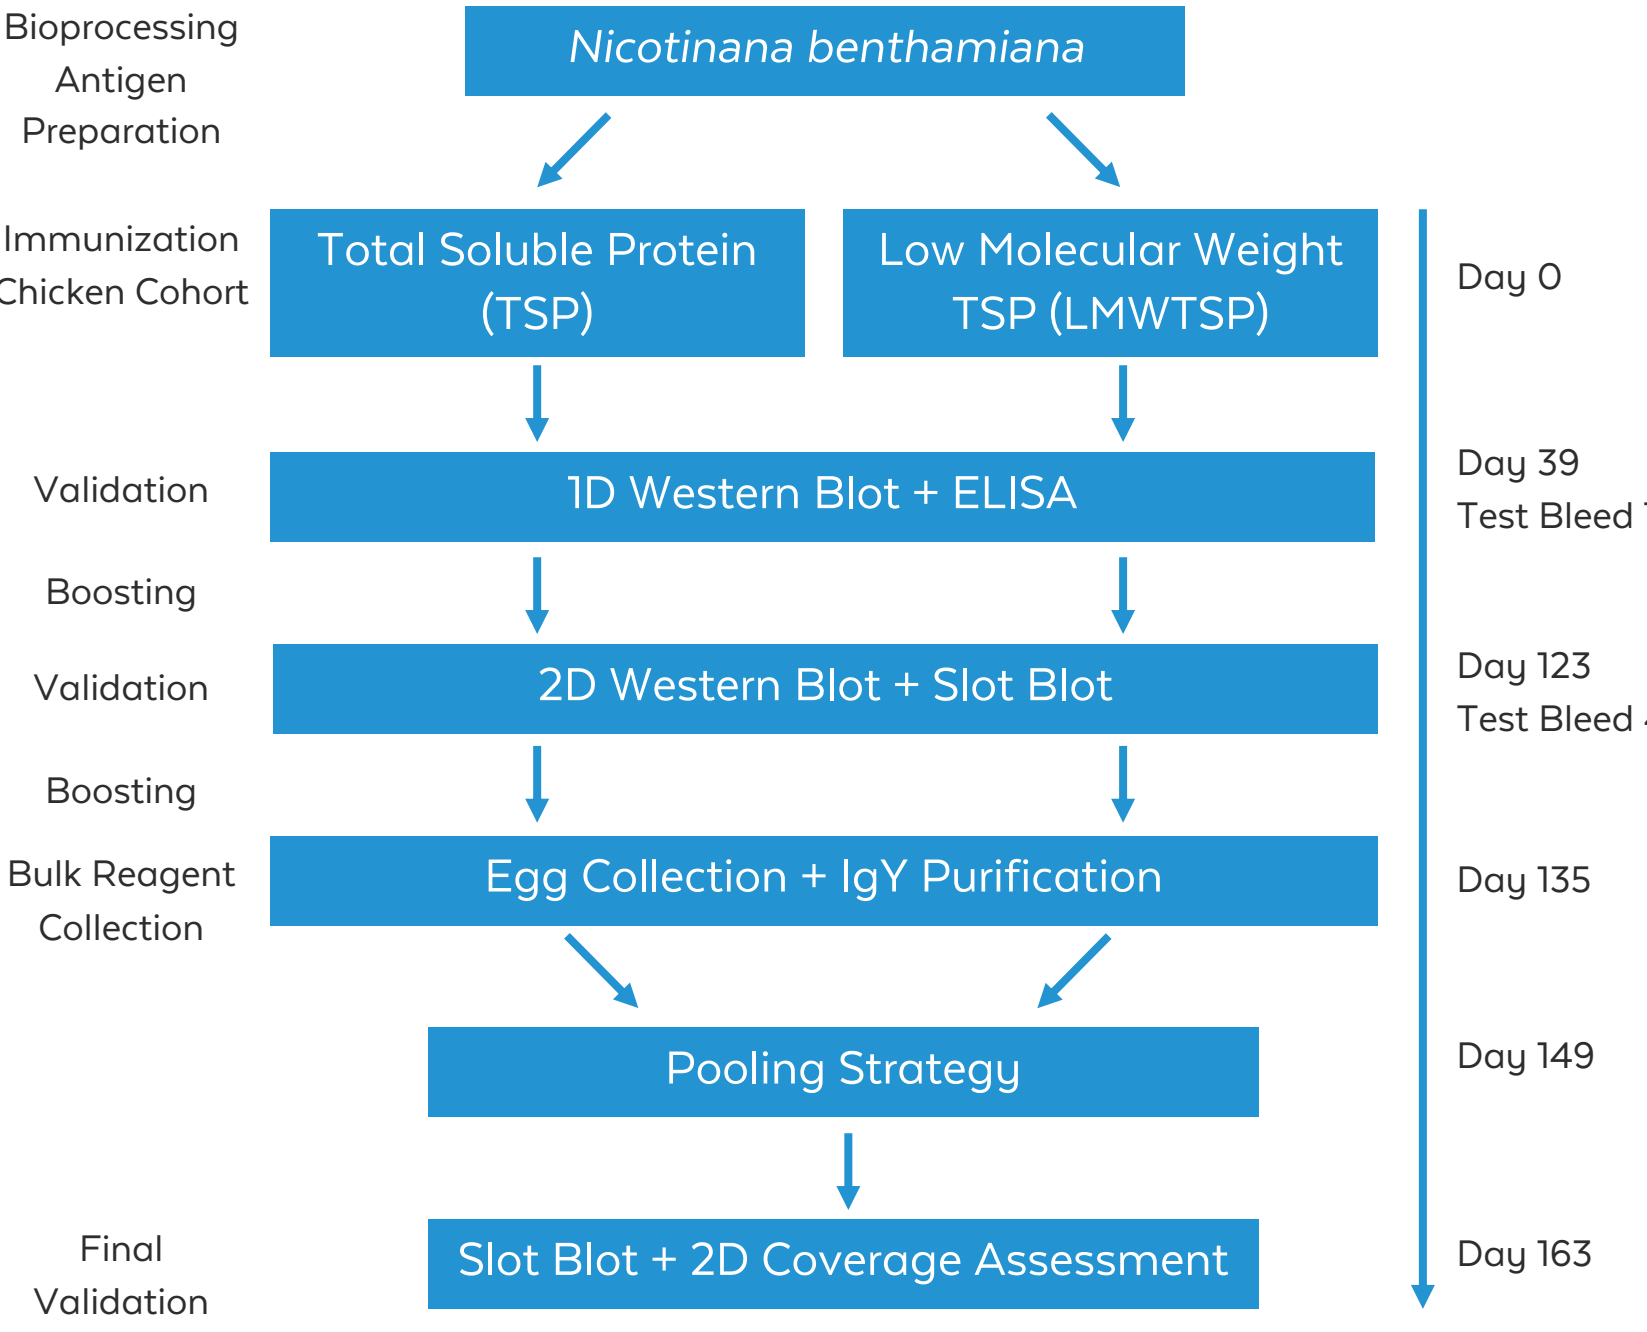 Bioprocessing
Antigen
Preparation
Nicotinana benthamiana
Immunization
Chicken Cohort
Total Soluble Protein
(TSP)
Low Molecular Weight
TSP (LMWTSP)
Day 0
Validation
1D Western Blot + ELISA
Day 39
Test Bleed 1
Boosting
Validation
2D Western Blot + Slot Blot
Day 123
Test Bleed 4
Boosting
Bulk Reagent
Collection
Egg Collection + IgY Purification
Day 135
Pooling Strategy
Day 149
Final
Validation
Slot Blot + 2D Coverage Assessment
Day 163